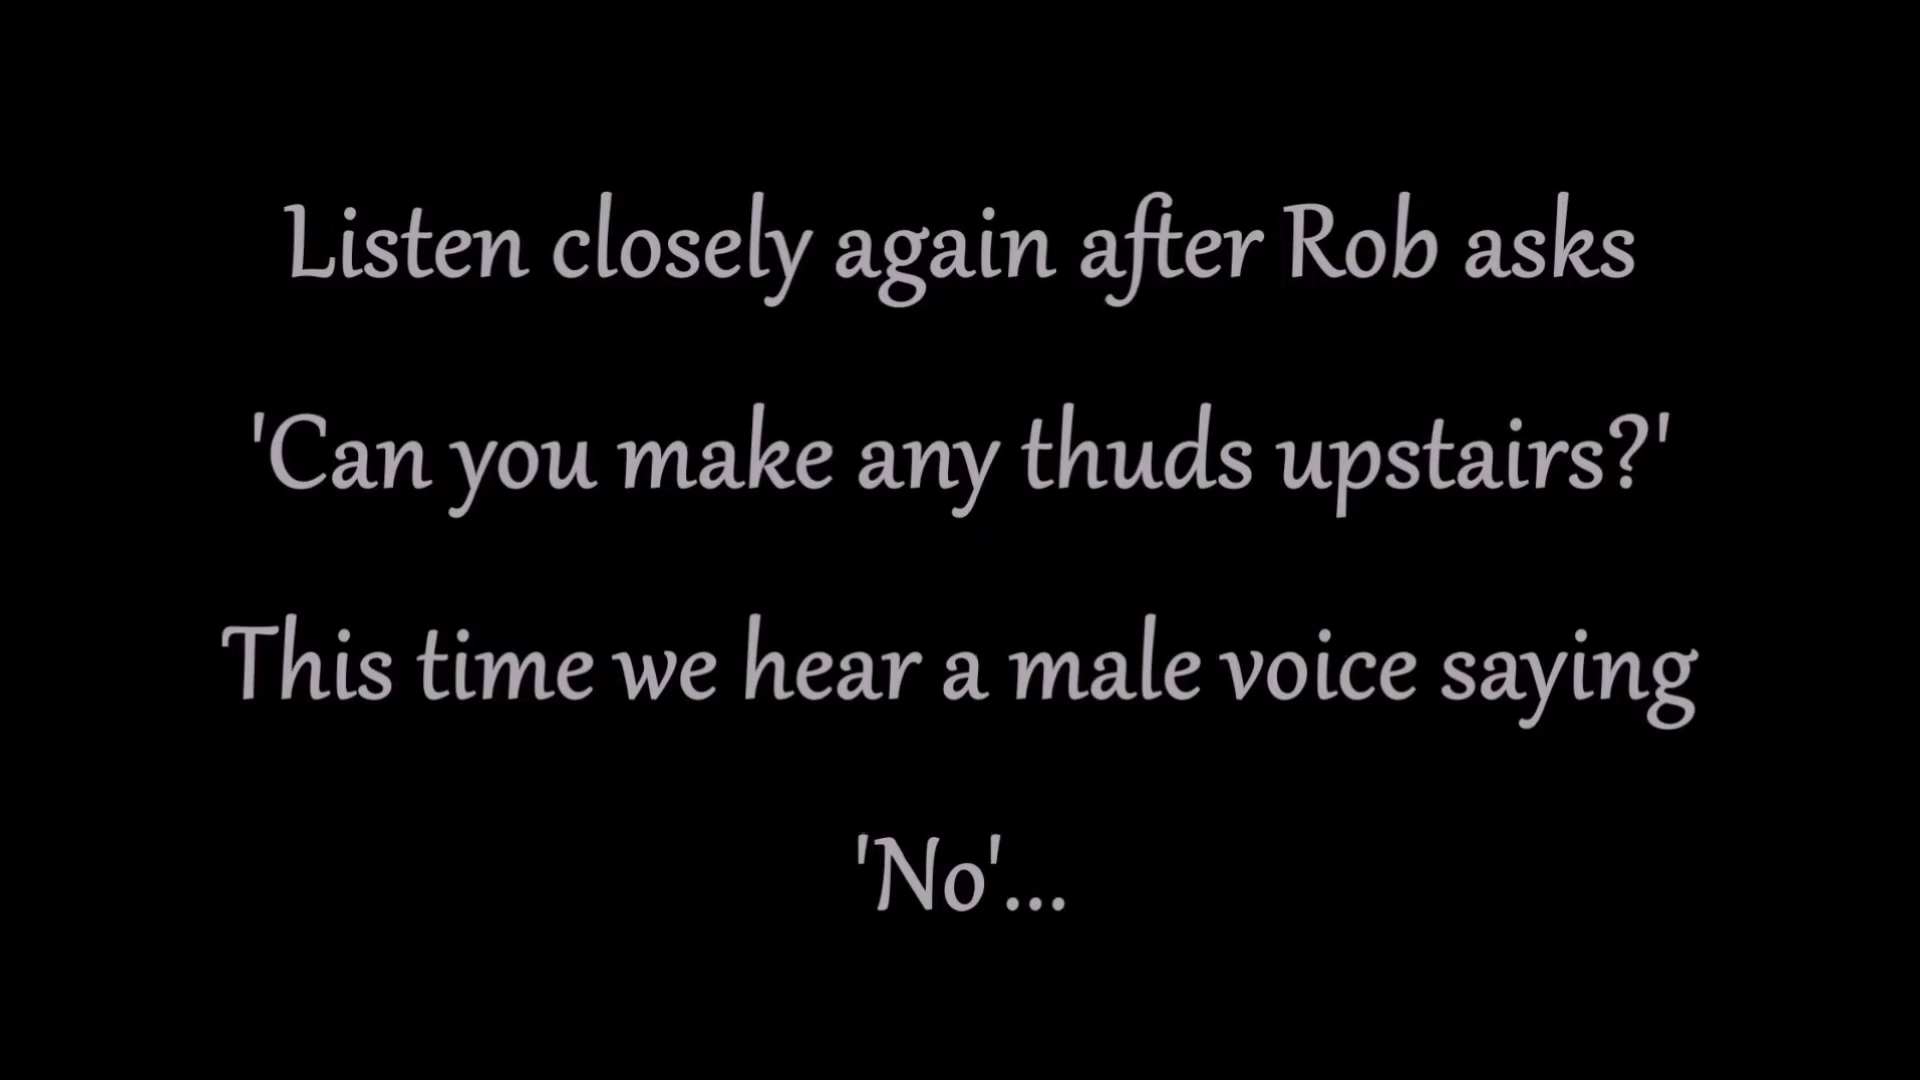 Listen closely again after Rob asks
'Can you make any thuds upstairs?'
This time we hear a male voice saying
'No'...